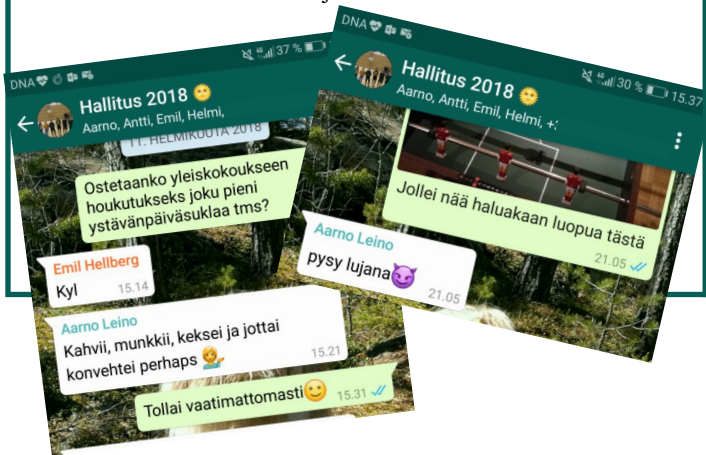 DNA
37 %
Hallitus 2018
Aarno, Antti, Emil, Helmi,
11. HELMIKUUTA 2018
Ostetaanko yleiskokoukseen
houkutukseks joku pieni
ystävänpäiväsuklaa tms?
Emil Hellberg
Kyl 15.14
Aarno Leino
Kahvii, munkkii, keksei ja jottai
konvehtei perhaps 15.21
Tollai vaatimattomasti 15.31
DNA
30 % 15.37
Hallitus 2018
Aarno, Antti, Emil, Helmi, +
Jollei nää haluakaan luopua tästä
21.05
Aarno Leino
pysy lujana
21.05